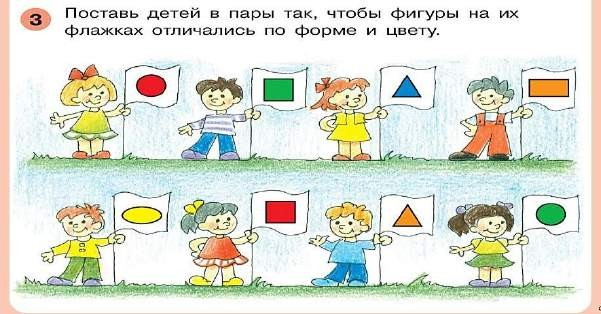 3 Поставь детей в пары так, чтобы фигуры на их
флажках отличались по форме и цвету.